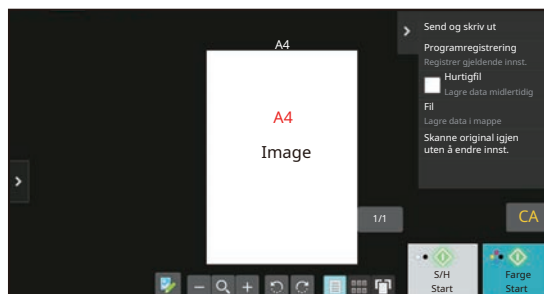 A4
A4
Image
Send og skriv ut
Programregistrering
Registrer gjeldende innst.
Hurtigfil
Lagre data midlertidig
Fil
Lagre data i mappe
Skanne original igjen
uten å endre innst.
1/1
CA
S/H
Start
Farge
Start